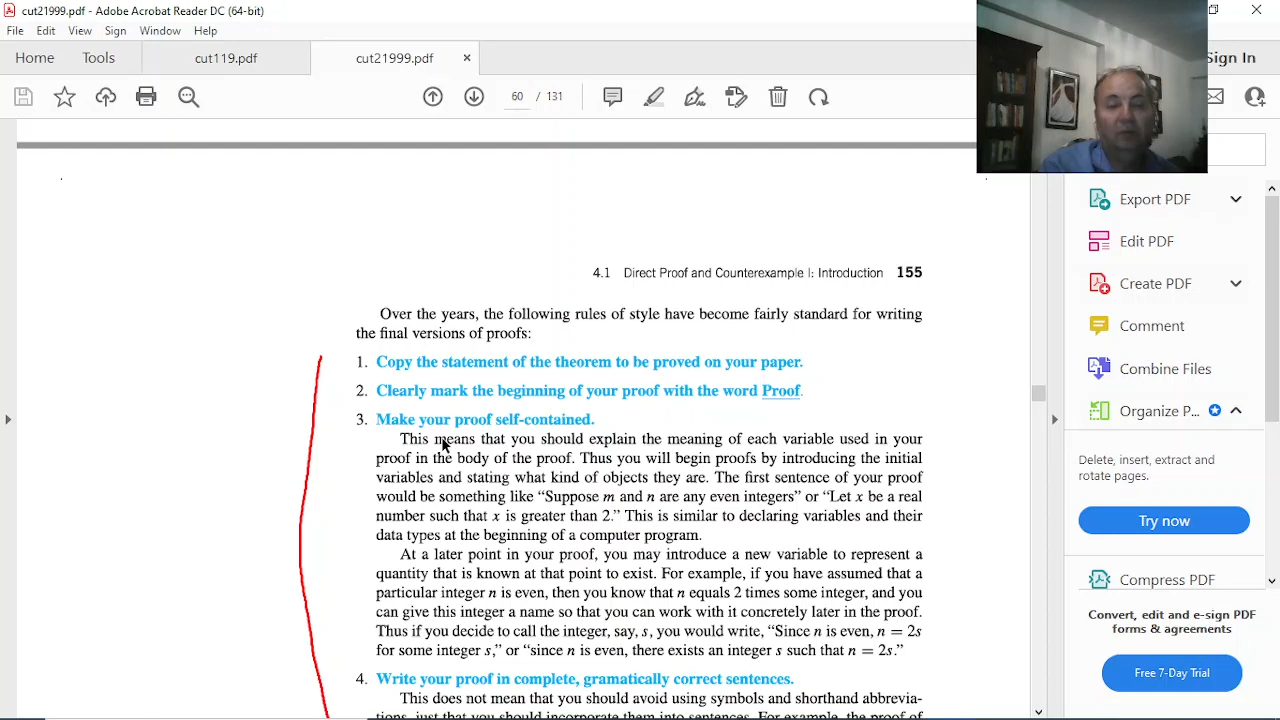 cut21999.pdf - Adobe Acrobat Reader DC (64-bit)
File Edit View Sign Window Help
Home Tools cut119.pdf cut21999.pdf × Sign In
60 / 131
4.1 Direct Proof and Counterexample I: Introduction 155
Over the years, the following rules of style have become fairly standard for writing
the final versions of proofs:
1. Copy the statement of the theorem to be proved on your paper.
2. Clearly mark the beginning of your proof with the word Proof.
3. Make your proof self-contained.
This means that you should explain the meaning of each variable used in your
proof in the body of the proof. Thus you will begin proofs by introducing the initial
variables and stating what kind of objects they are. The first sentence of your proof
would be something like “Suppose m and n are any even integers” or “Let x be a real
number such that x is greater than 2.” This is similar to declaring variables and their
data types at the beginning of a computer program.
At a later point in your proof, you may introduce a new variable to represent a
quantity that is known at that point to exist. For example, if you have assumed that a
particular integer n is even, then you know that n equals 2 times some integer, and you
can give this integer a name so that you can work with it concretely later in the proof.
Thus if you decide to call the integer, say, s, you would write, “Since n is even, n = 2s
for some integer s,” or “since n is even, there exists an integer s such that n = 2s.”
4. Write your proof in complete, gramatically correct sentences.
This does not mean that you should avoid using symbols and shorthand abbrevia-
tions, just that you should incorporate them into sentences. For example, the proof of
Export PDF
Edit PDF
Create PDF
Comment
Combine Files
Organize P...
Delete, insert, extract and
rotate pages.
Try now
Compress PDF
Convert, edit and e-sign PDF
forms & agreements
Free 7-Day Trial